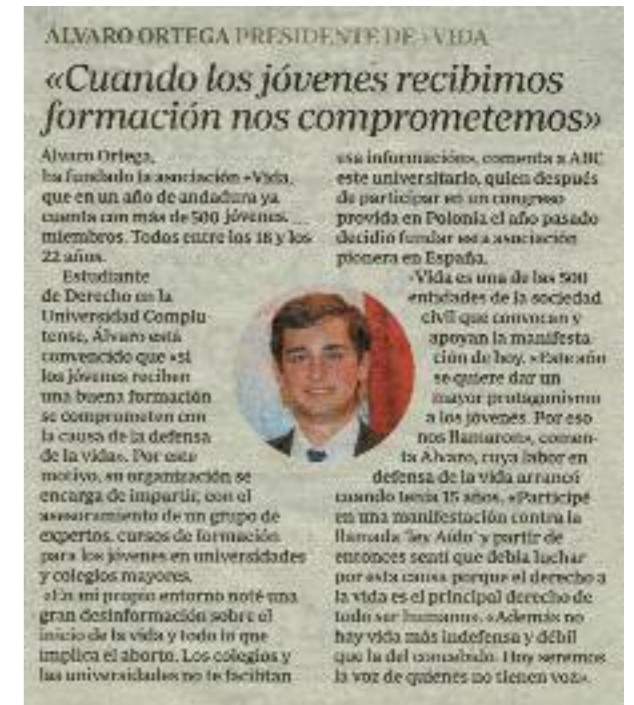 ÁLVARO ORTEGA PRESIDENTE DE +VIDA
«Cuando los jóvenes recibimos
formación nos comprometemos»
Álvaro Ortega,
ha fundado la asociación +Vida,
que en un año de andadura ya
cuenta con más de 500 jóvenes
miembros. Todos entre los 18 y los
22 años.
Estudiante
de Derecho en la
Universidad Complu-
tense, Álvaro está
convencido que «si
los jóvenes reciben
una buena formación
se comprometen con
la causa de la defensa
de la vida». Por este
motivo, su organización se
encarga de impartir, con el
asesoramiento de un grupo de
expertos, cursos de formación
para los jóvenes en universidades
y colegios mayores.
«En mi propio entorno noté una
gran desinformación sobre el
inicio de la vida y todo lo que
implica el aborto. Los colegios y
las universidades no te facilitan
esa información», comenta a ABC
este universitario, quien después
de participar en un congreso
provida en Polonia el año pasado
decidió fundar esta asociación
pionera en España.
+Vida es una de las 500
entidades de la sociedad
civil que convocan y
apoyan la manifesta
ción de hoy. «Este año
se quiere dar un
mayor protagonismo
a los jóvenes. Por eso
nos llamaron», comen-
ta Álvaro, cuya labor en
defensa de la vida arrancó
cuando tenía 15 años. «Participé
en una manifestación contra la
llamada 'ley Aído' y partir de
entonces sentí que debía luchar
por esta causa porque el derecho a
la vida es el principal derecho de
todo ser humano». «Además no
hay vida más indefensa y débil
que la del concebido. Hoy seremos
la voz de quienes no tienen voz».